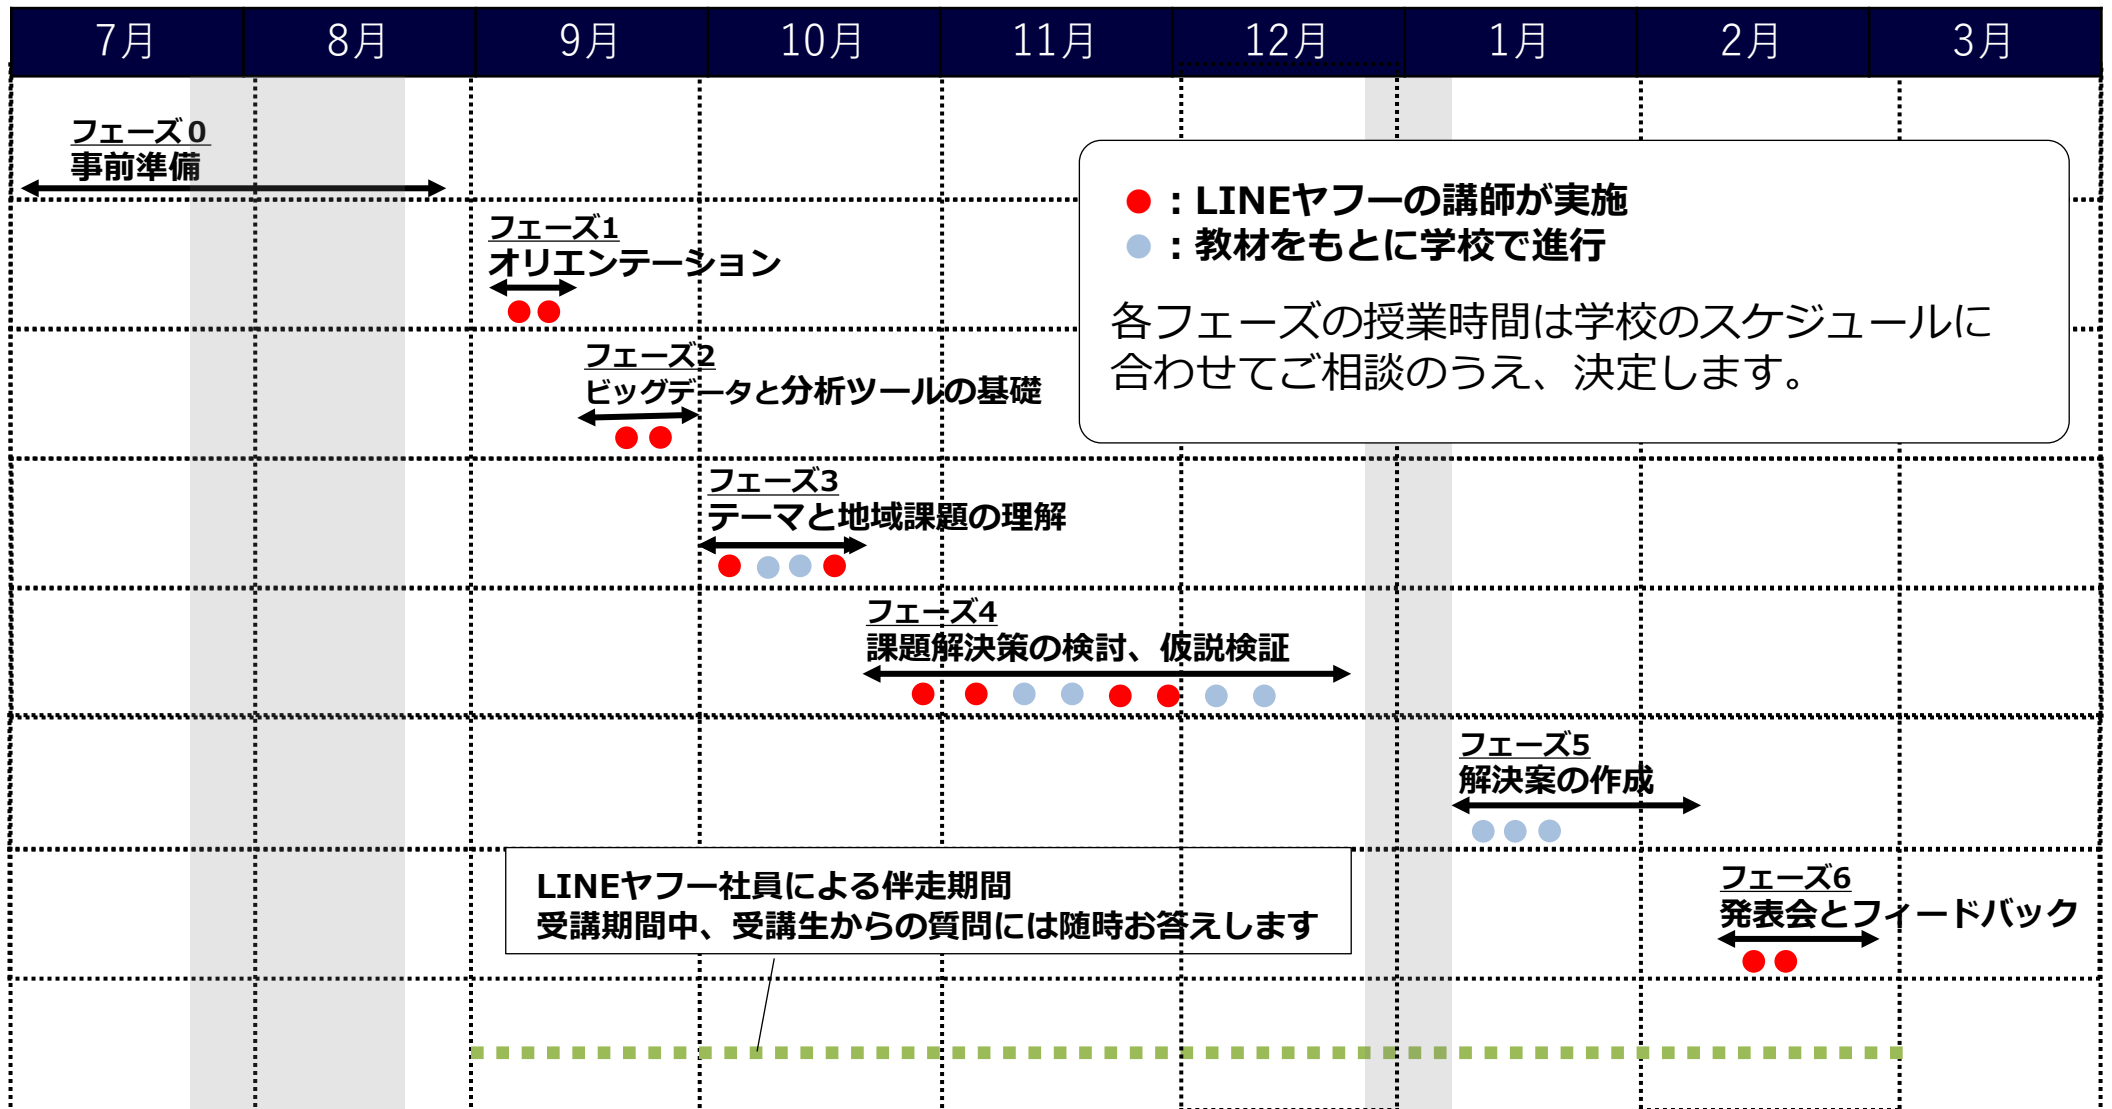 7月 8月 9月 10月 11月 12月 1月 2月 3月
フェーズ0
事前準備
●：LINEヤフーの講師が実施
●：教材をもとに学校で進行
各フェーズの授業時間は学校のスケジュールに
合わせてご相談のうえ、決定します。
フェーズ1
オリエンテーション
フェーズ2
ビッグデータと分析ツールの基礎
フェーズ3
テーマと地域課題の理解
フェーズ4
課題解決策の検討、仮説検証
フェーズ5
解決案の作成
LINEヤフー社員による伴走期間
受講期間中、受講生からの質問には随時お答えします
フェーズ6
発表会とフィードバック